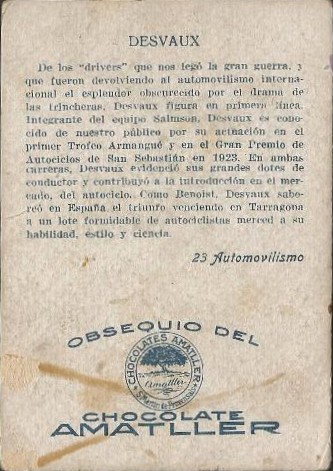 DESVAUX
De los "drivers" que nos legó la gran guerra, y
que fueron devolviendo al automovilismo interna-
cional el esplendor obscurecido por el drama de
las trincheras, Desvaux figura en primera línea.
Integrante del equipo Salmson, Desvaux es cono-
cido de nuestro público por su actuación en el
primer Trofeo Armangué y en el Gran Premio de
Autociclos de San Sebastián en 1923. En ambas
carreras, Desvaux evidenció sus grandes dotes de
conductor y contribuyó a la introducción en el mer-
cado, del autociclo. Como Benoist, Desvaux sabo-
reó en España el triunfo venciendo en Tarragona
a un lote formidable de autociclistas merced a su
habilidad, estilo y ciencia.
23 Automovilismo
OBSEQUIO DEL
CHOCOLATES AMATLLER
Amatller
CHOCOLATE
AMATLLER